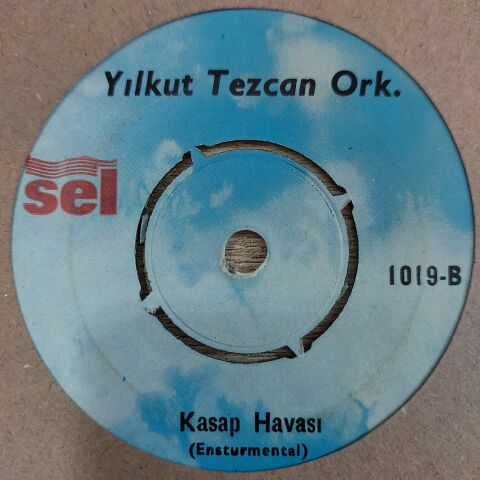 Yılkut Tezcan Ork.
sel
1019-B
Kasap Havası
(Ensturmental)